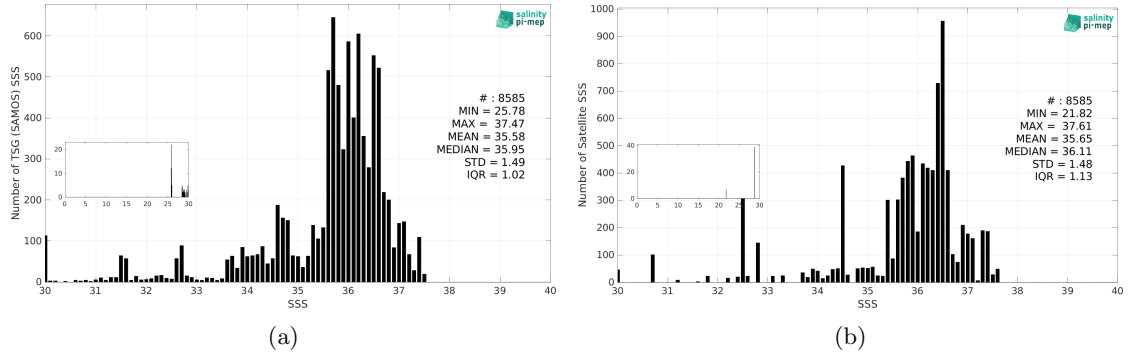 salinity
pi-mep
Number of TSG (SAMOS) SSS
600
500
400
300
200
100
0
# : 8585
MIN = 25.78
MAX = 37.47
MEAN = 35.58
MEDIAN = 35.95
STD = 1.49
IQR = 1.02
20
10
0
0 5 10 15 20 25 30
30 31 32 33 34 35 36 37 38 39 40
SSS
(a)
salinity
pi-mep
Number of Satellite SSS
1000
900
800
700
600
500
400
300
200
100
0
# : 8585
MIN = 21.82
MAX = 37.61
MEAN = 35.65
MEDIAN = 36.11
STD = 1.48
IQR = 1.13
40
20
0
0 5 10 15 20 25 30
30 31 32 33 34 35 36 37 38 39 40
SSS
(b)